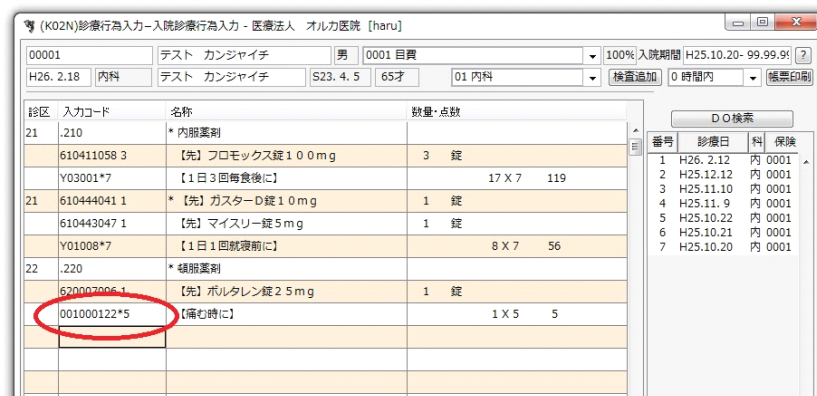 (K02N)診療行為入力−入院診療行為入力 - 医療法人　オルカ医院 [haru]
00001 テスト　カンジャイチ 男 0001 自費 100% 入院期間 H25.10.20- 99.99.99 ?
H26. 2.18 内科 テスト　カンジャイチ S23. 4. 5 65才 01 内科 検査追加 0 時間内 帳票印刷
診区 入力コード 名称 数量・点数
21 .210 * 内服薬剤
610411058 3 【先】フロモックス錠１００ｍｇ 3 錠
Y03001*7 【１日３回毎食後に】 17 X 7 119
21 610444041 1 * 【先】ガスターＤ錠１０ｍｇ 1 錠
610443047 1 【先】マイスリー錠５ｍｇ 1 錠
Y01008*7 【１日１回就寝前に】 8 X 7 56
22 .220 * 頓服薬剤
620007096 1 【先】ボルタレン錠２５ｍｇ 1 錠
001000122*5 【痛む時に】 1 X 5 5
ＤＯ検索
番号 診療日 科 保険
1 H26. 2.12 内 0001
2 H25.12.12 内 0001
3 H25.11.10 内 0001
4 H25.11. 9 内 0001
5 H25.10.22 内 0001
6 H25.10.21 内 0001
7 H25.10.20 内 0001